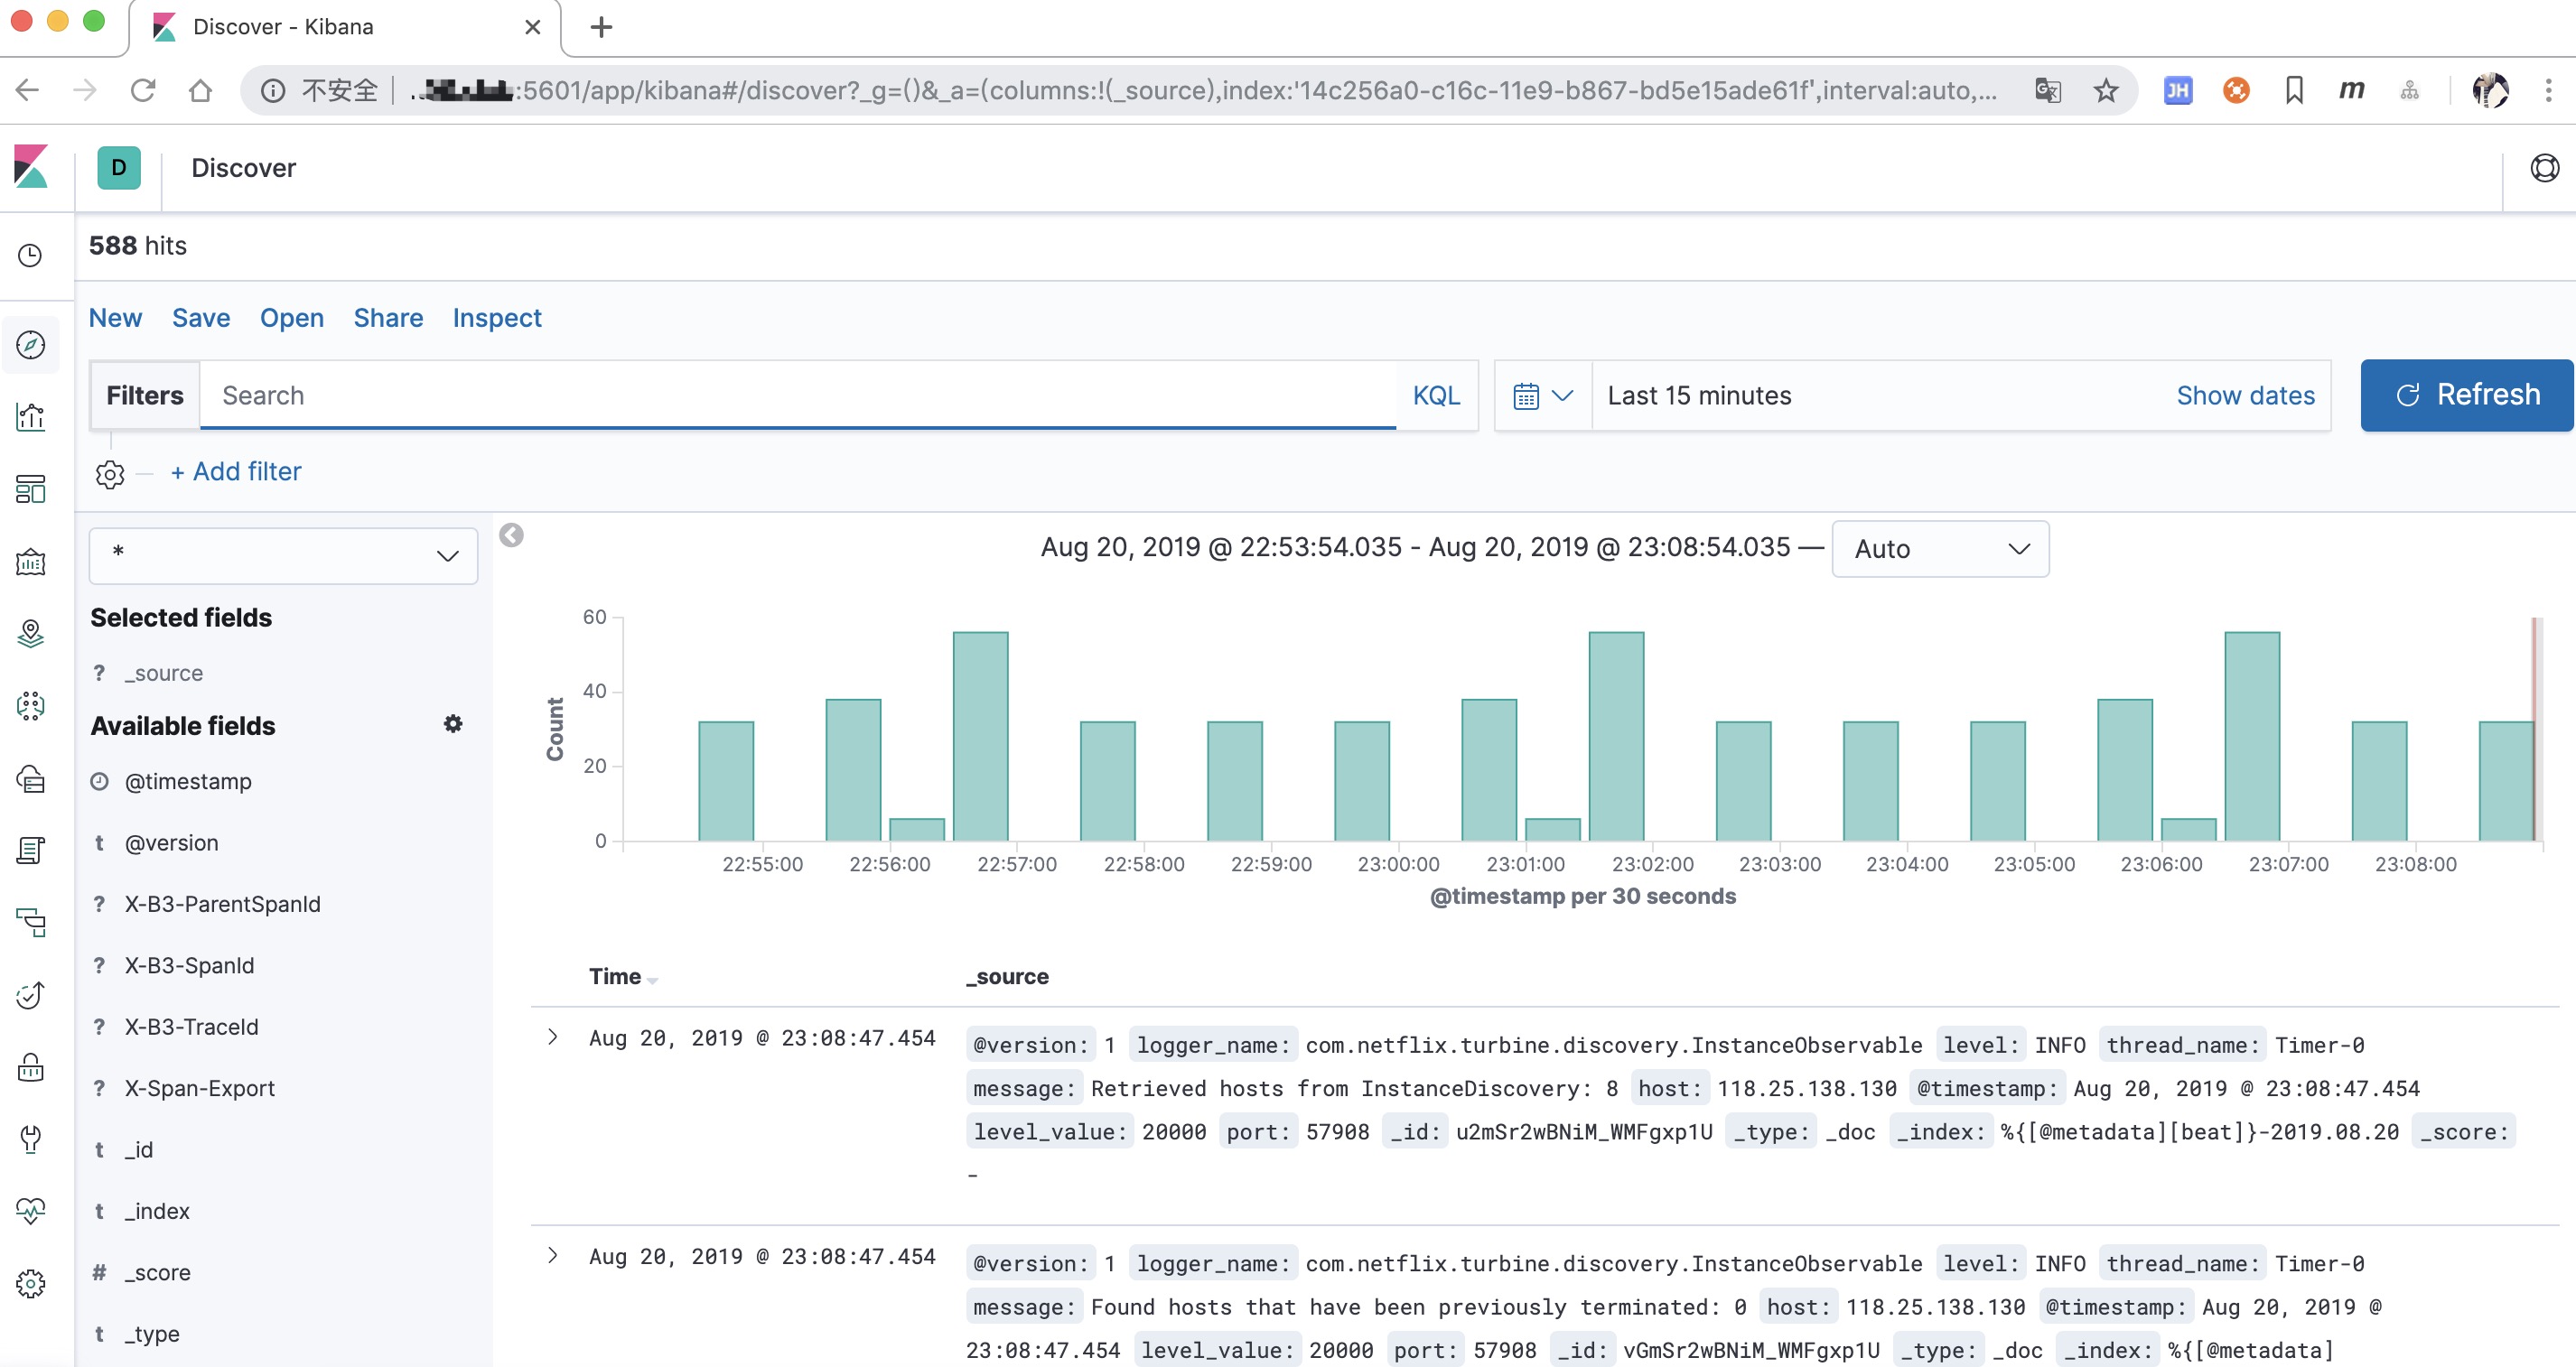 Discover - Kibana
不安全
:5601/app/kibana#/discover?_g=()&_a=(columns:!(_source),index:'14c256a0-c16c-11e9-b867-bd5e15ade61f',interval:auto,...
JH
m
D
Discover
588 hits
New Save Open Share Inspect
Filters
Search
KQL
Last 15 minutes
Show dates
Refresh
+ Add filter
*
Selected fields
? _source
Available fields
@timestamp
t @version
? X-B3-ParentSpanId
? X-B3-SpanId
? X-B3-TraceId
? X-Span-Export
t _id
t _index
# _score
t _type
Aug 20, 2019 @ 22:53:54.035 - Aug 20, 2019 @ 23:08:54.035 —
Auto
Count
60
40
20
0
22:55:00 22:56:00 22:57:00 22:58:00 22:59:00 23:00:00 23:01:00 23:02:00 23:03:00 23:04:00 23:05:00 23:06:00 23:07:00 23:08:00
@timestamp per 30 seconds
Time _source
Aug 20, 2019 @ 23:08:47.454
@version: 1 logger_name: com.netflix.turbine.discovery.InstanceObservable level: INFO thread_name: Timer-0
message: Retrieved hosts from InstanceDiscovery: 8 host: 118.25.138.130 @timestamp: Aug 20, 2019 @ 23:08:47.454
level_value: 20000 port: 57908 _id: u2mSr2wBNiM_WMFgxp1U _type: _doc _index: %{[@metadata][beat]}-2019.08.20 _score:
-
Aug 20, 2019 @ 23:08:47.454
@version: 1 logger_name: com.netflix.turbine.discovery.InstanceObservable level: INFO thread_name: Timer-0
message: Found hosts that have been previously terminated: 0 host: 118.25.138.130 @timestamp: Aug 20, 2019 @
23:08:47.454 level_value: 20000 port: 57908 _id: vGmSr2wBNiM_WMFgxp1U _type: _doc _index: %{[@metadata]